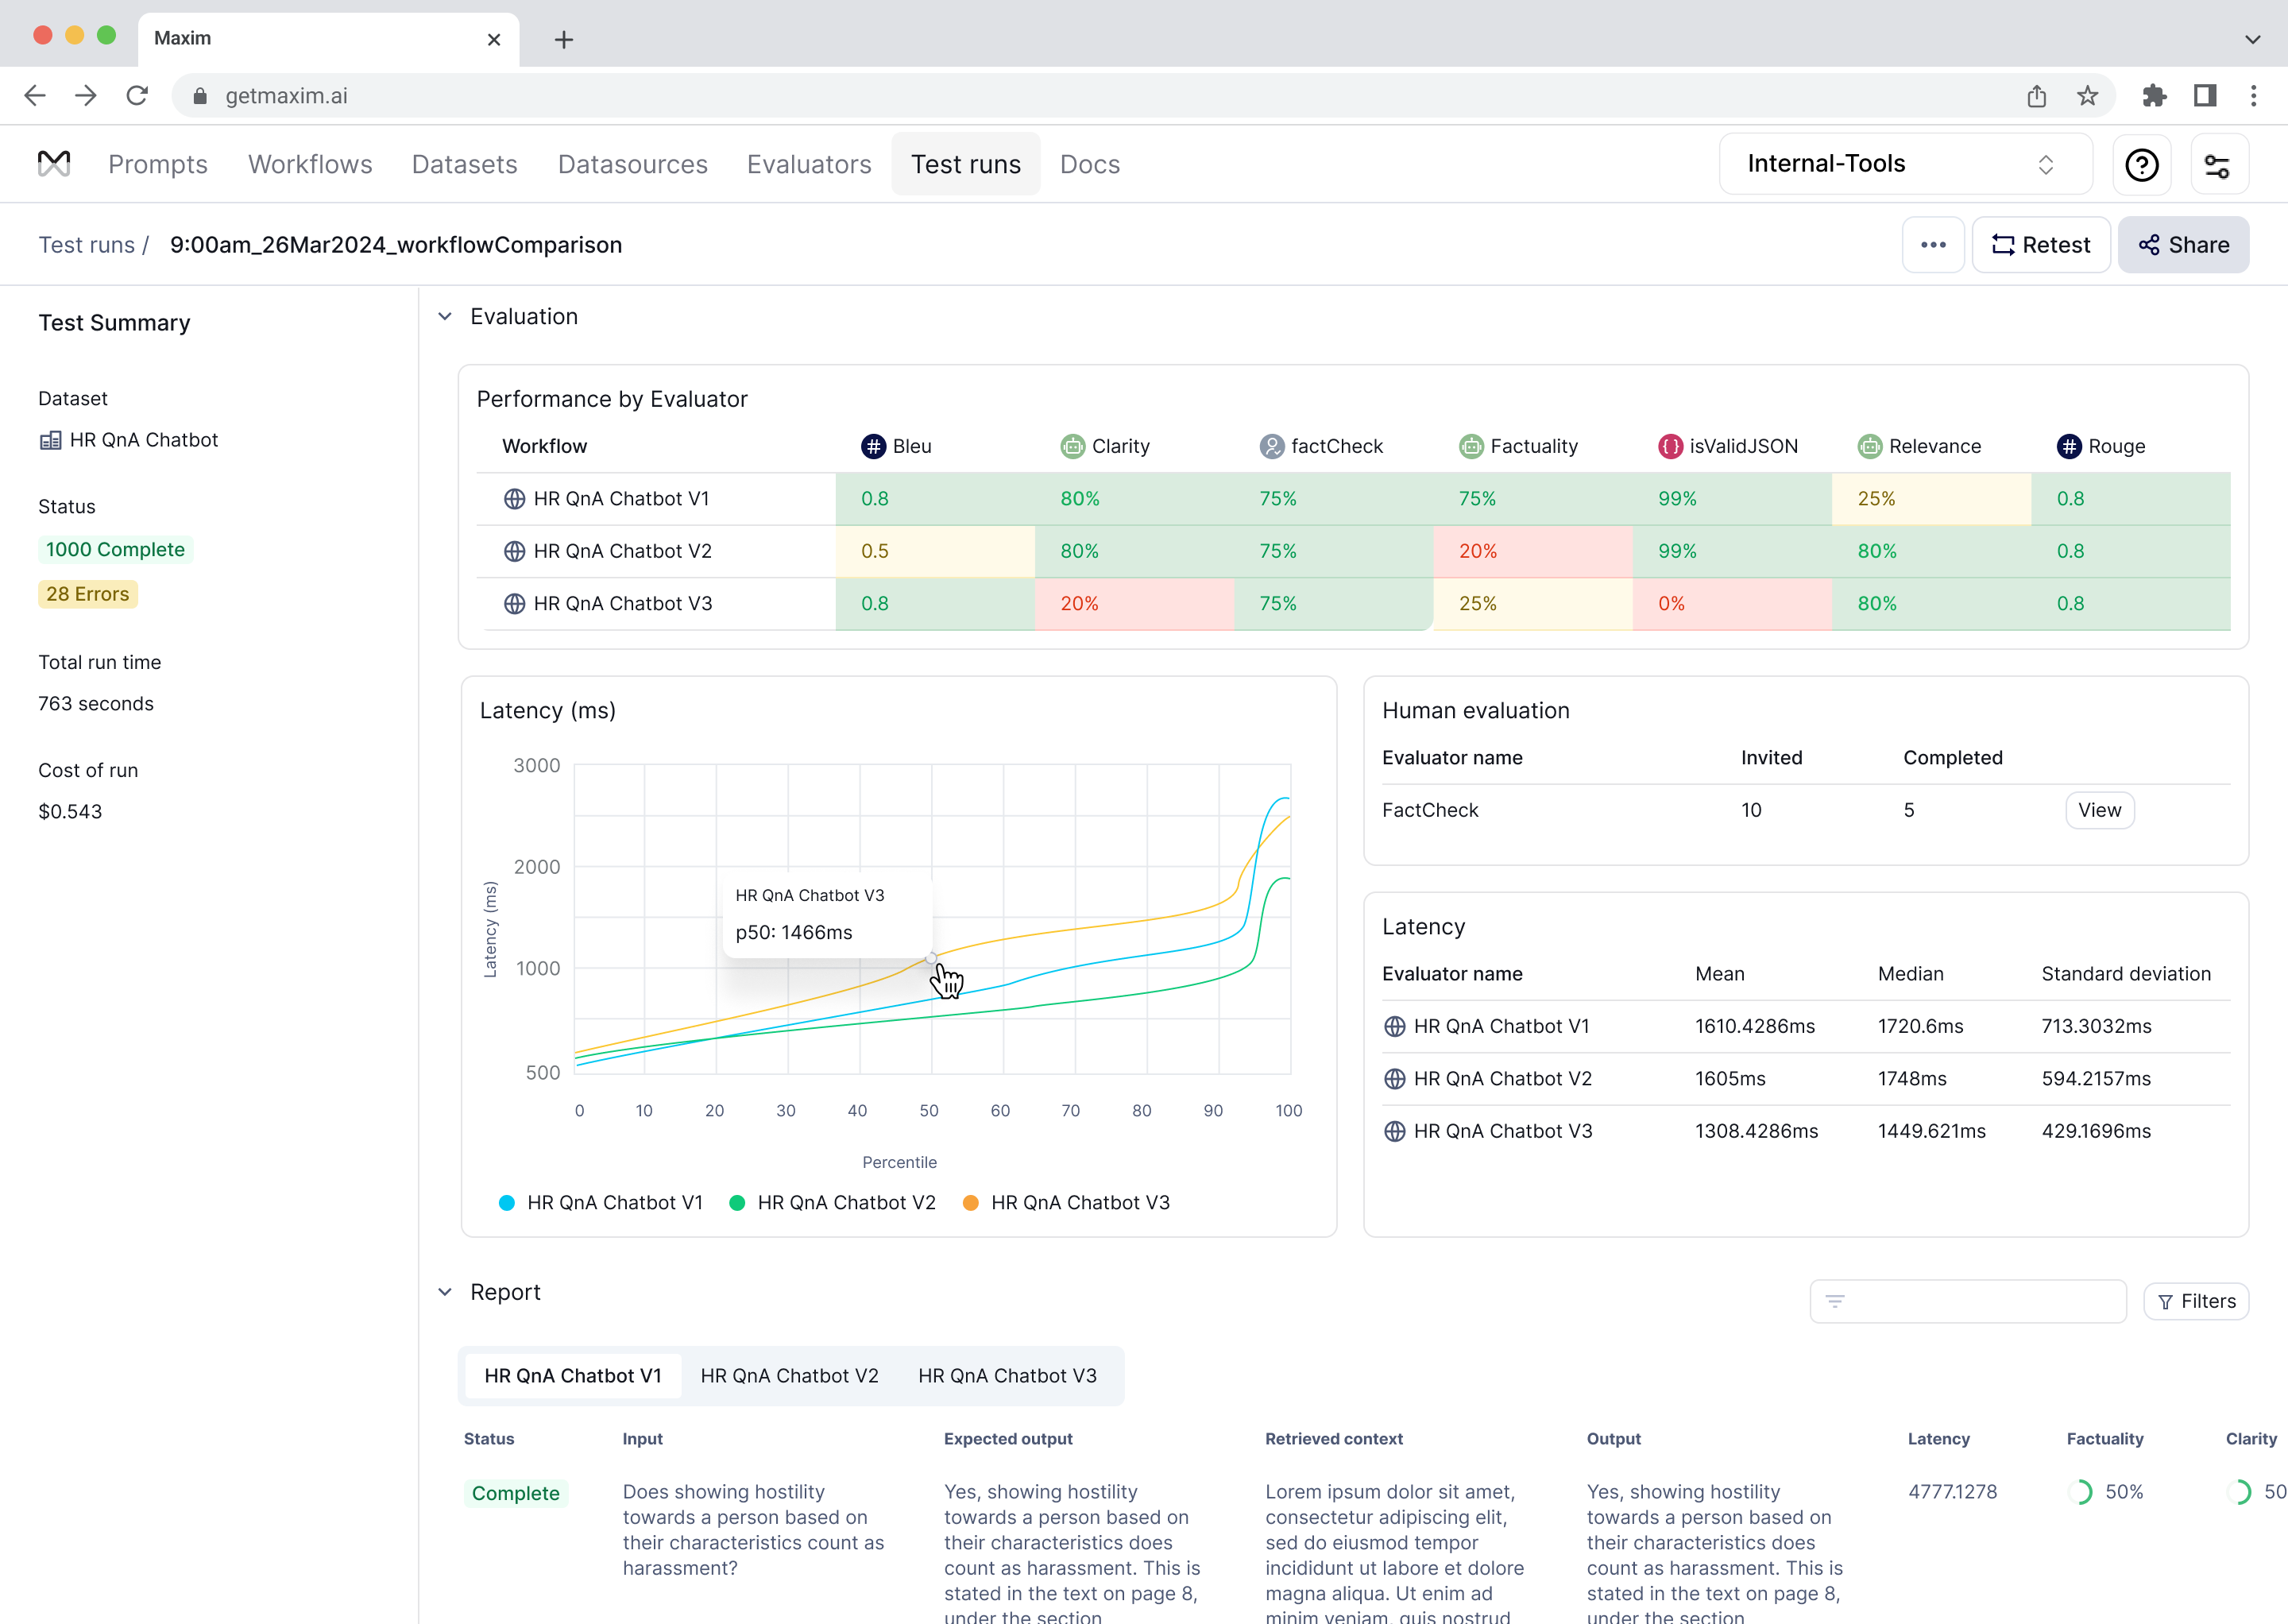 Maxim
getmaxim.ai
Prompts Workflows Datasets Datasources Evaluators Test runs Docs Internal-Tools
Test runs / 9:00am_26Mar2024_workflowComparison Retest Share
Test Summary
Dataset
HR QnA Chatbot
Status
1000 Complete
28 Errors
Total run time
763 seconds
Cost of run
$0.543
Evaluation
Performance by Evaluator
Workflow Bleu Clarity factCheck Factuality isValidJSON Relevance Rouge
HR QnA Chatbot V1 0.8 80% 75% 75% 99% 25% 0.8
HR QnA Chatbot V2 0.5 80% 75% 20% 99% 80% 0.8
HR QnA Chatbot V3 0.8 20% 75% 25% 0% 80% 0.8
Latency (ms)
3000
2000
1000
500
Latency (ms)
HR QnA Chatbot V3
p50: 1466ms
0 10 20 30 40 50 60 70 80 90 100
Percentile
HR QnA Chatbot V1 HR QnA Chatbot V2 HR QnA Chatbot V3
Human evaluation
Evaluator name Invited Completed
FactCheck 10 5 View
Latency
Evaluator name Mean Median Standard deviation
HR QnA Chatbot V1 1610.4286ms 1720.6ms 713.3032ms
HR QnA Chatbot V2 1605ms 1748ms 594.2157ms
HR QnA Chatbot V3 1308.4286ms 1449.621ms 429.1696ms
Report
Filters
HR QnA Chatbot V1 HR QnA Chatbot V2 HR QnA Chatbot V3
Status Input Expected output Retrieved context Output Latency Factuality Clarity
Complete
Does showing hostility
towards a person based on
their characteristics count as
harassment?
Yes, showing hostility
towards a person based on
their characteristics does
count as harassment. This is
stated in the text on page 8,
under the section
Lorem ipsum dolor sit amet,
consectetur adipiscing elit,
sed do eiusmod tempor
incididunt ut labore et dolore
magna aliqua. Ut enim ad
minim veniam, quis nostrud
Yes, showing hostility
towards a person based on
their characteristics does
count as harassment. This is
stated in the text on page 8,
under the section
4777.1278
50%
50